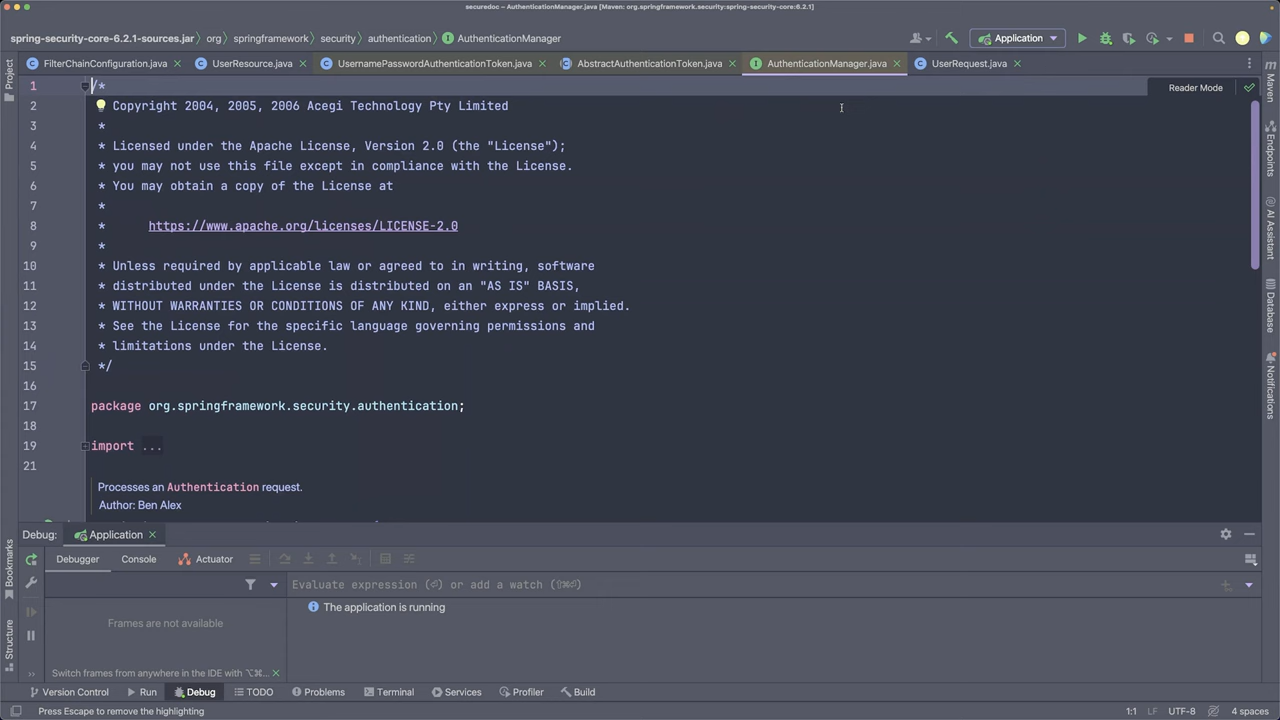 securedoc – AuthenticationManager.java [Maven: org.springframework.security:spring-security-core:6.2.1]
spring-security-core-6.2.1-sources.jar org springframework security authentication AuthenticationManager
Application
FilterChainConfiguration.java UserResource.java UsernamePasswordAuthenticationToken.java AbstractAuthenticationToken.java AuthenticationManager.java UserRequest.java
Project
Maven
Endpoints
AI Assistant
Database
Notifications
Reader Mode
1 /*
2 Copyright 2004, 2005, 2006 Acegi Technology Pty Limited
3 *
4 * Licensed under the Apache License, Version 2.0 (the "License");
5 * you may not use this file except in compliance with the License.
6 * You may obtain a copy of the License at
7 *
8 * https://www.apache.org/licenses/LICENSE-2.0
9 *
10 * Unless required by applicable law or agreed to in writing, software
11 * distributed under the License is distributed on an "AS IS" BASIS,
12 * WITHOUT WARRANTIES OR CONDITIONS OF ANY KIND, either express or implied.
13 * See the License for the specific language governing permissions and
14 * limitations under the License.
15 */
16
17 package org.springframework.security.authentication;
18
19 import ...
21
Processes an Authentication request.
Author: Ben Alex
Debug: Application
Debugger Console Actuator
Evaluate expression (⏎) or add a watch (⇧⌘⏎)
The application is running
Frames are not available
Switch frames from anywhere in the IDE with ⌥⌘...
Bookmarks
Structure
Version Control Run Debug TODO Problems Terminal Services Profiler Build
Press Escape to remove the highlighting 1:1 LF UTF-8 4 spaces